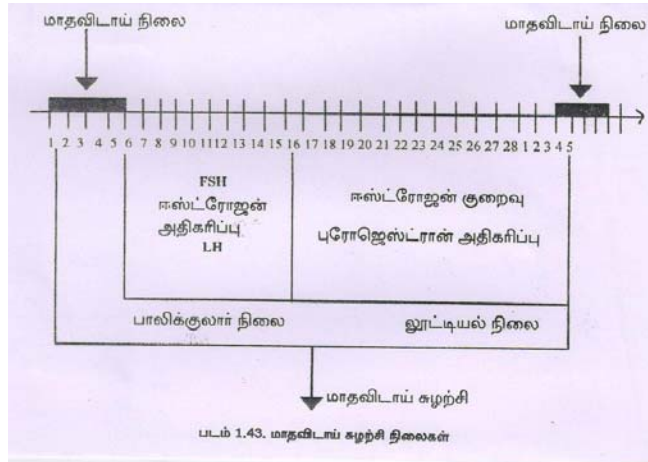 மாதவிடாய் நிலை
மாதவிடாய் நிலை
1 2 3 4 5 6 7 8 9 10 11 12 13 14 15 16 17 18 19 20 21 22 23 24 25 26 27 28 1 2 3 4 5
FSH
ஈஸ்ட்ரோஜன்
அதிகரிப்பு
LH
ஈஸ்ட்ரோஜன் குறைவு
புரோஜெஸ்ட்ரான் அதிகரிப்பு
பாலிக்குலார் நிலை
லூட்டியல் நிலை
மாதவிடாய் சுழற்சி
படம் 1.43. மாதவிடாய் சுழற்சி நிலைகள்